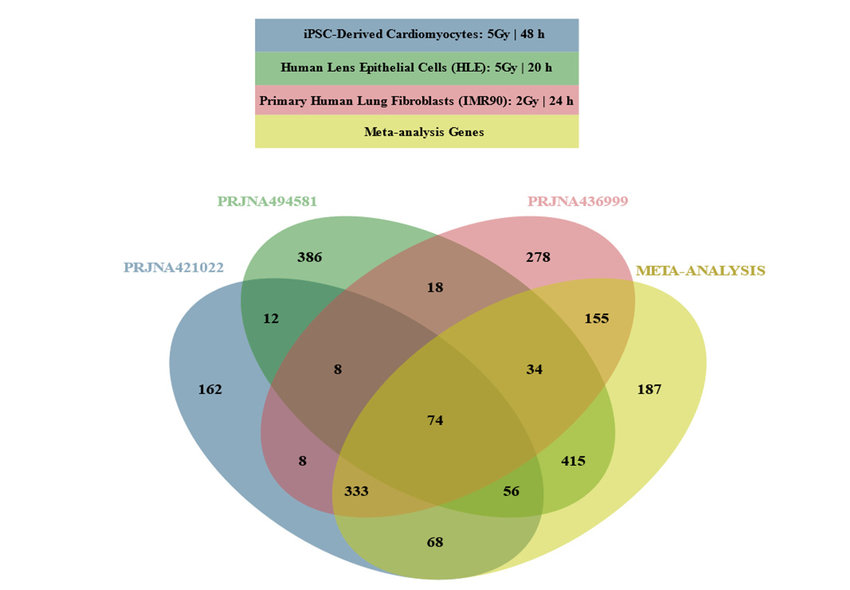 iPSC-Derived Cardiomyocytes: 5Gy | 48 h
Human Lens Epithelial Cells (HLE): 5Gy | 20 h
Primary Human Lung Fibroblasts (IMR90): 2Gy | 24 h
Meta-analysis Genes
PRJNA494581
PRJNA436999
PRJNA421022
META-ANALYSIS
386
278
18
12
155
8
34
162
187
74
8
415
333
56
68